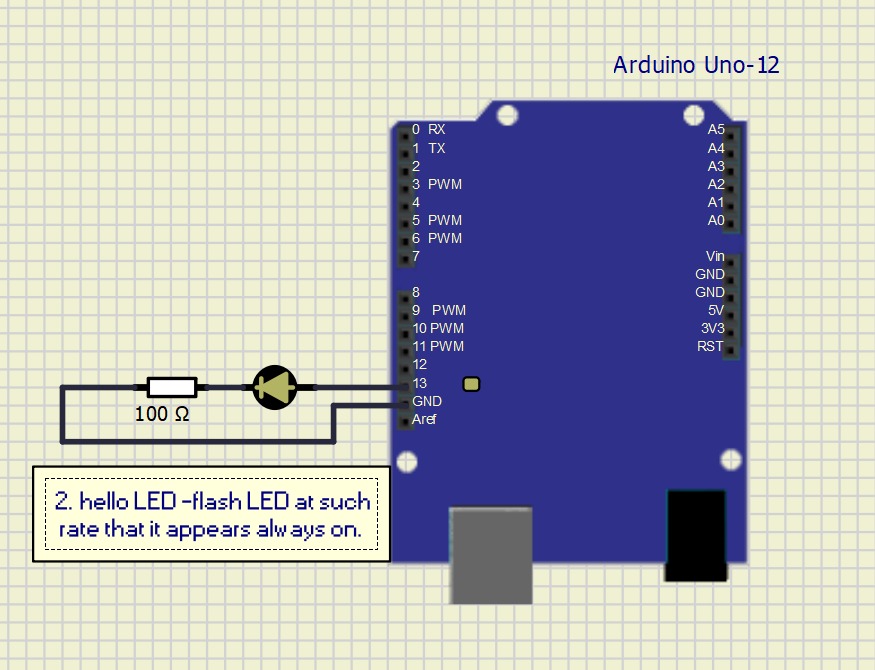 Arduino Uno-12
0 RX
1 TX
2
3 PWM
4
5 PWM
6 PWM
7
8
9 PWM
10 PWM
11 PWM
12
13
GND
Aref
A5
A4
A3
A2
A1
A0
Vin
GND
GND
5V
3V3
RST
100 Ω
2. hello LED -flash LED at such
rate that it appears always on.